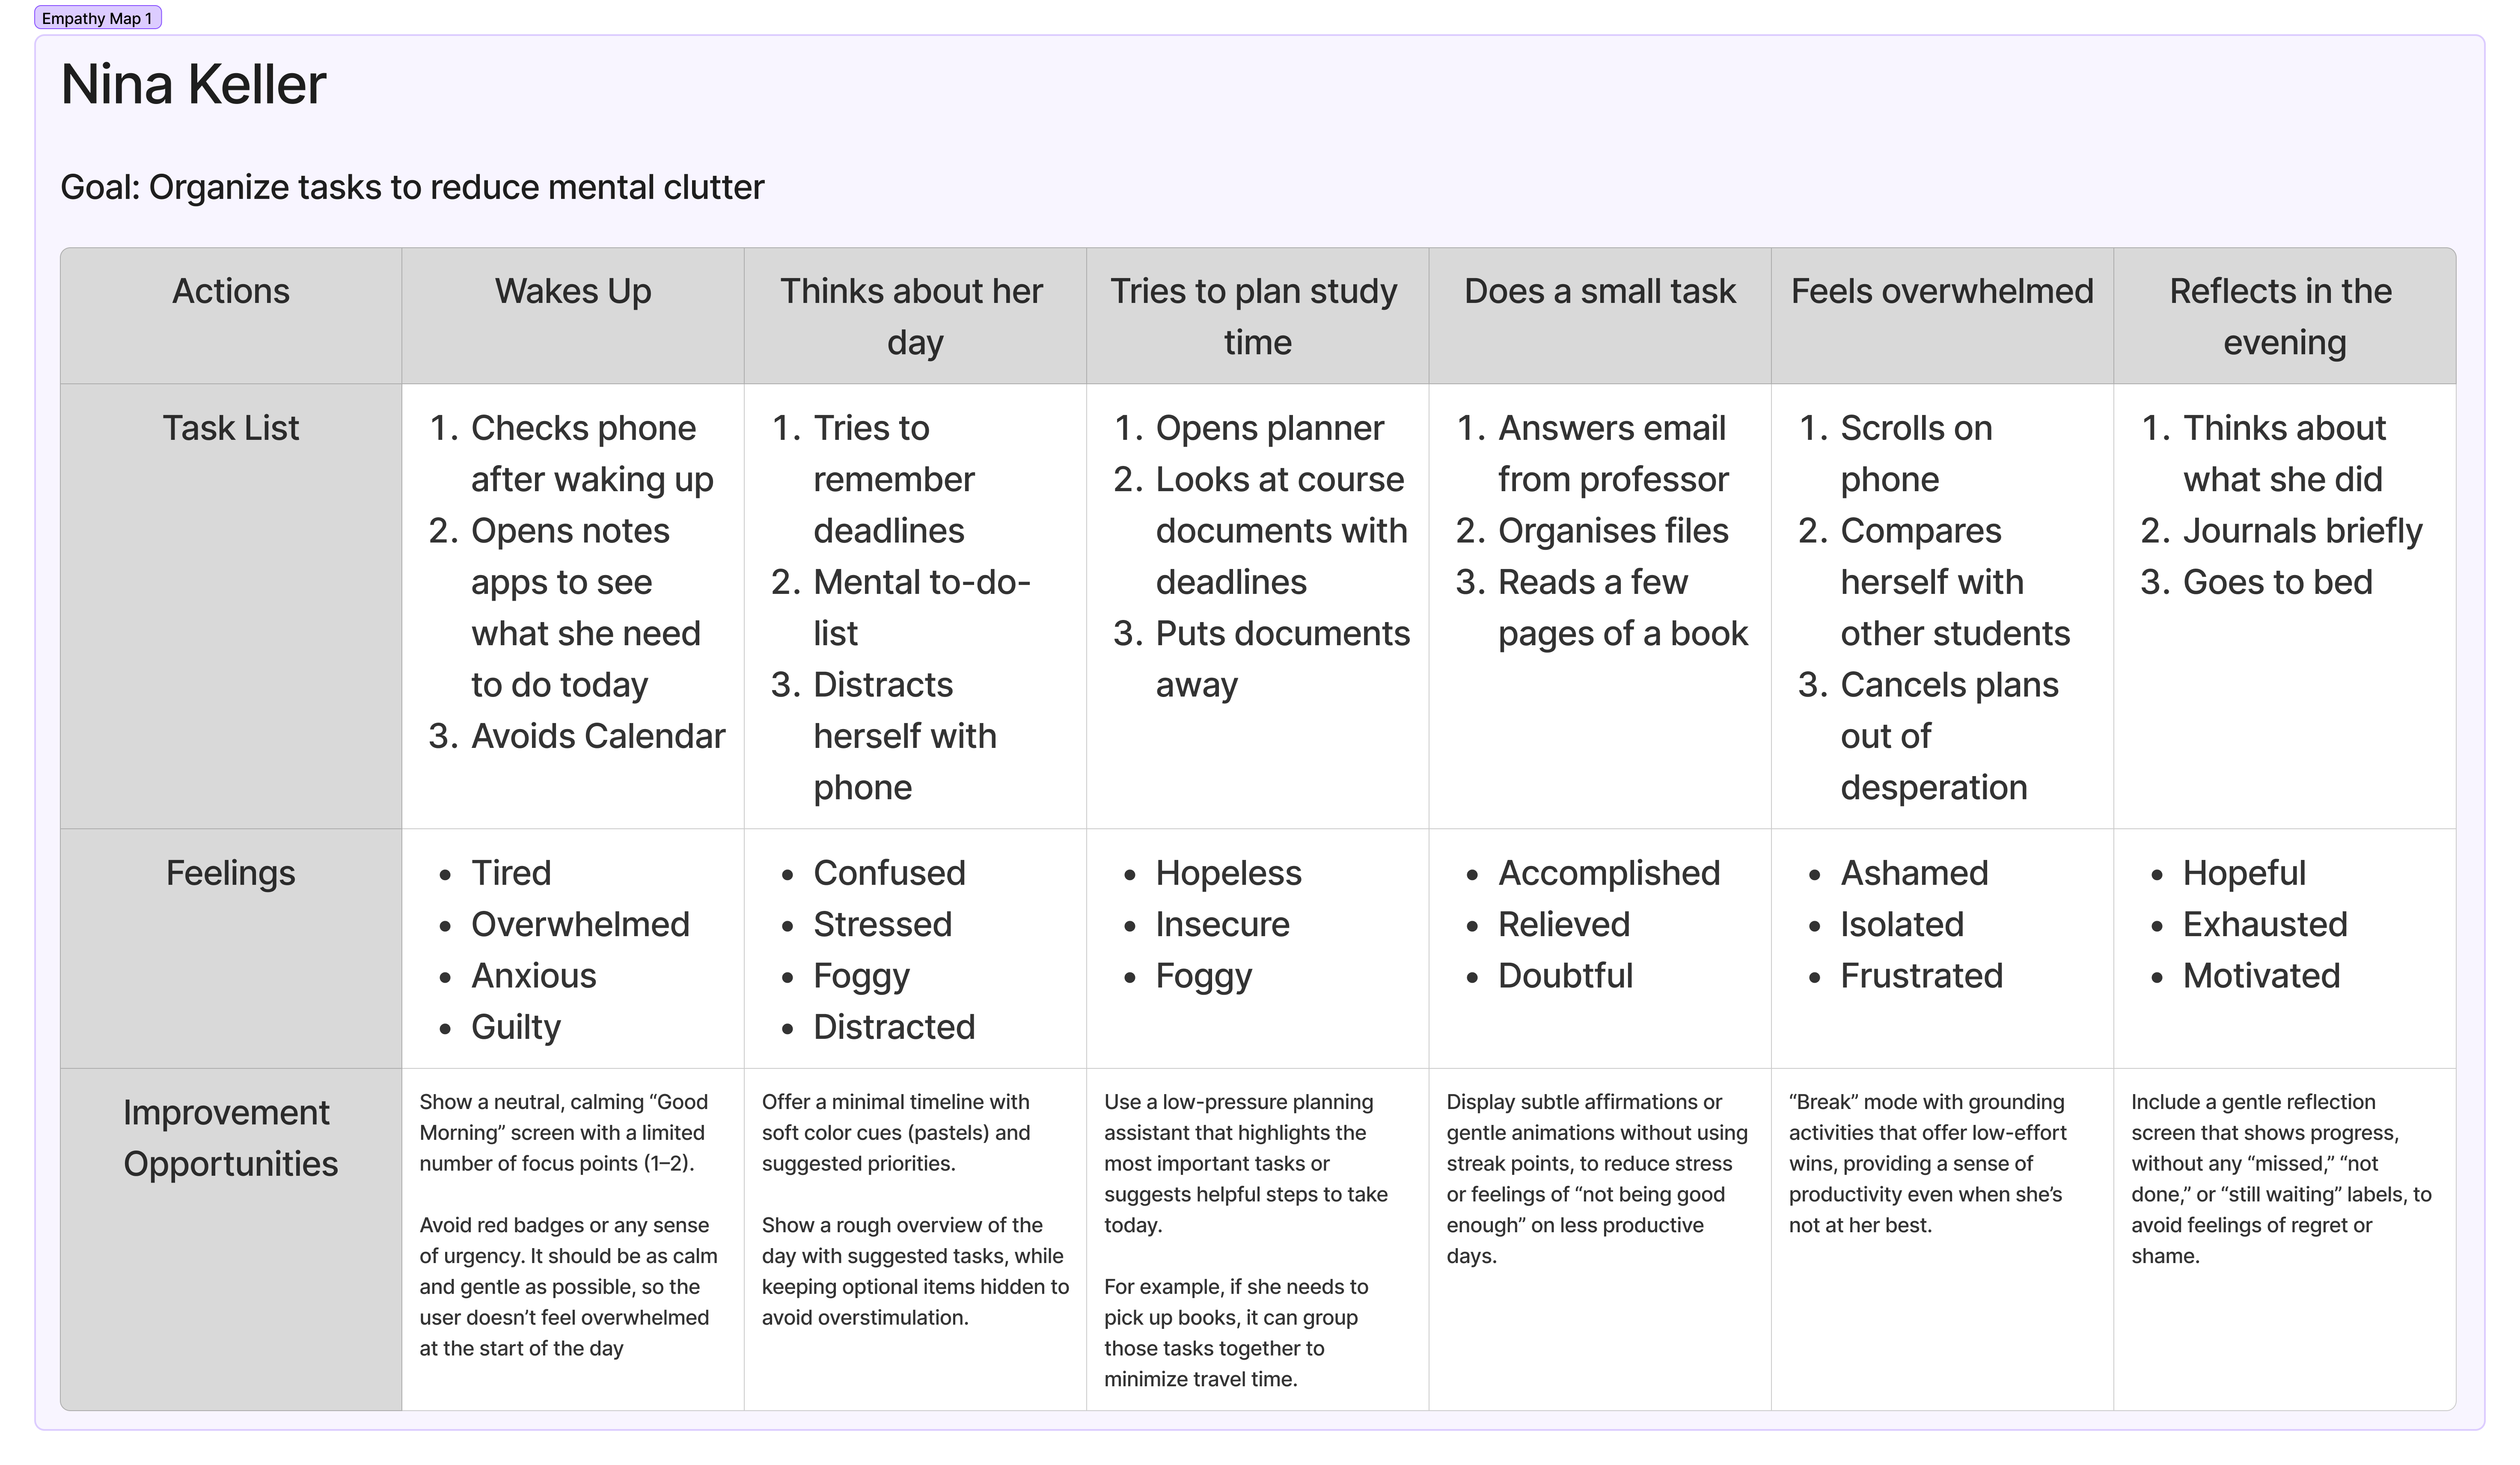 Empathy Map 1
Nina Keller
Goal: Organize tasks to reduce mental clutter
Actions
Wakes Up
Thinks about her
day
Tries to plan study
time
Does a small task
Feels overwhelmed
Reflects in the
evening
Task List
1. Checks phone
after waking up
2. Opens notes
apps to see
what she need
to do today
3. Avoids Calendar
1. Tries to
remember
deadlines
2. Mental to-do-
list
3. Distracts
herself with
phone
1. Opens planner
2. Looks at course
documents with
deadlines
3. Puts documents
away
1. Answers email
from professor
2. Organises files
3. Reads a few
pages of a book
1. Scrolls on
phone
2. Compares
herself with
other students
3. Cancels plans
out of
desperation
1. Thinks about
what she did
2. Journals briefly
3. Goes to bed
Feelings
• Tired
• Overwhelmed
• Anxious
• Guilty
• Confused
• Stressed
• Foggy
• Distracted
• Hopeless
• Insecure
• Foggy
• Accomplished
• Relieved
• Doubtful
• Ashamed
• Isolated
• Frustrated
• Hopeful
• Exhausted
• Motivated
Improvement
Opportunities
Show a neutral, calming “Good
Morning” screen with a limited
number of focus points (1–2).
Avoid red badges or any sense
of urgency. It should be as calm
and gentle as possible, so the
user doesn’t feel overwhelmed
at the start of the day
Offer a minimal timeline with
soft color cues (pastels) and
suggested priorities.
Show a rough overview of the
day with suggested tasks, while
keeping optional items hidden to
avoid overstimulation.
Use a low-pressure planning
assistant that highlights the
most important tasks or
suggests helpful steps to take
today.
For example, if she needs to
pick up books, it can group
those tasks together to
minimize travel time.
Display subtle affirmations or
gentle animations without using
streak points, to reduce stress
or feelings of “not being good
enough” on less productive
days.
“Break” mode with grounding
activities that offer low-effort
wins, providing a sense of
productivity even when she’s
not at her best.
Include a gentle reflection
screen that shows progress,
without any “missed,” “not
done,” or “still waiting” labels, to
avoid feelings of regret or
shame.